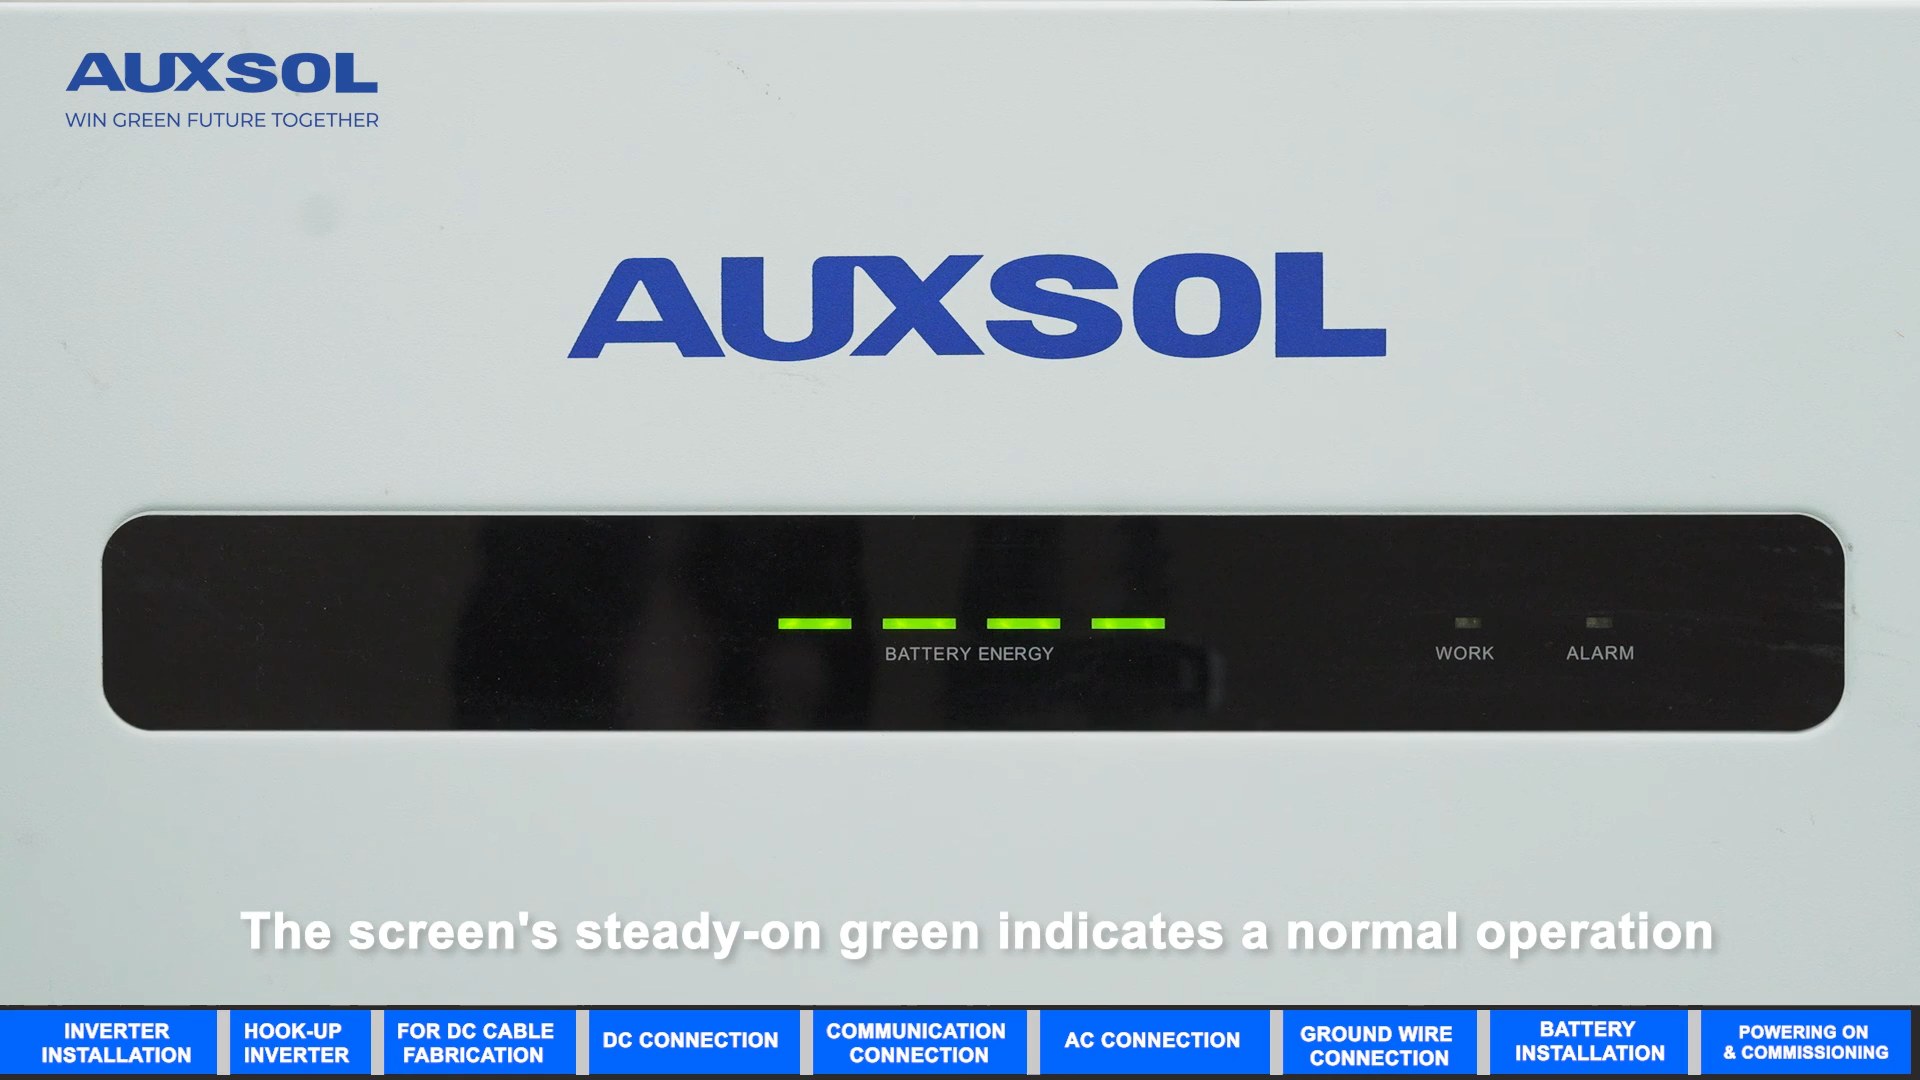 AUXSOL
WIN GREEN FUTURE TOGETHER
AUXSOL
BATTERY ENERGY
WORK
ALARM
The screen's steady-on green indicates a normal operation
INVERTER
INSTALLATION
HOOK-UP
INVERTER
FOR DC CABLE
FABRICATION
DC CONNECTION
COMMUNICATION
CONNECTION
AC CONNECTION
GROUND WIRE
CONNECTION
BATTERY
INSTALLATION
POWERING ON
& COMMISSIONING